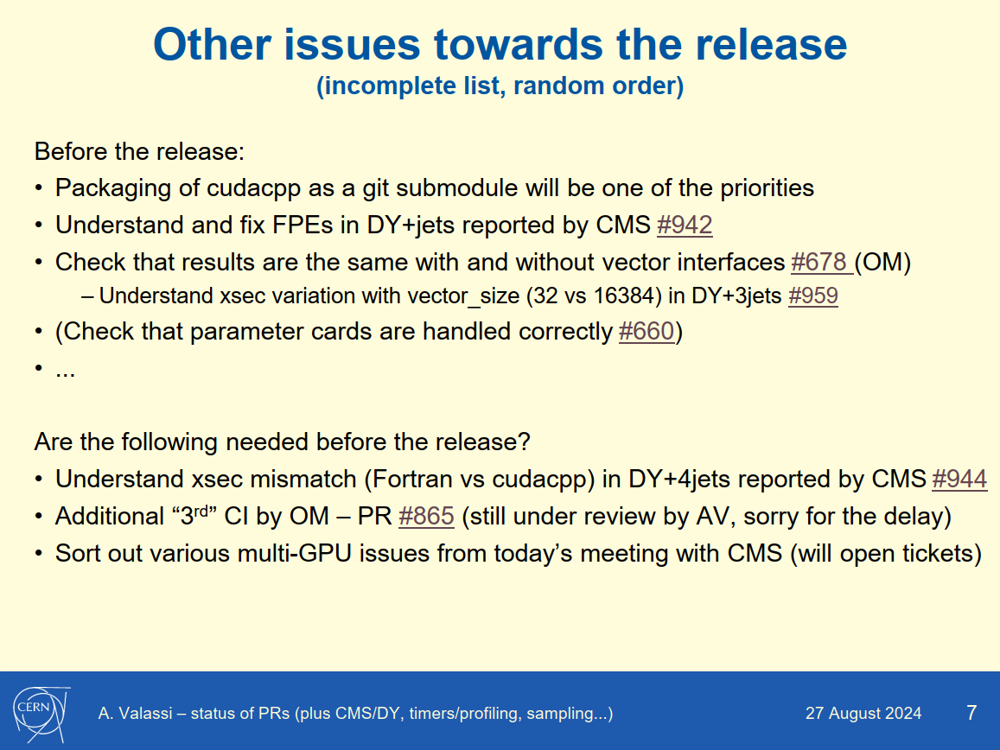 Other issues towards the release
(incomplete list, random order)
Before the release:
• Packaging of cudacpp as a git submodule will be one of the priorities
• Understand and fix FPEs in DY+jets reported by CMS #942
• Check that results are the same with and without vector interfaces #678 (OM)
– Understand xsec variation with vector_size (32 vs 16384) in DY+3jets #959
• (Check that parameter cards are handled correctly #660)
• ...
Are the following needed before the release?
• Understand xsec mismatch (Fortran vs cudacpp) in DY+4jets reported by CMS #944
• Additional “3rd” CI by OM – PR #865 (still under review by AV, sorry for the delay)
• Sort out various multi-GPU issues from today’s meeting with CMS (will open tickets)
CERN
A. Valassi – status of PRs (plus CMS/DY, timers/profiling, sampling...)
27 August 2024
7